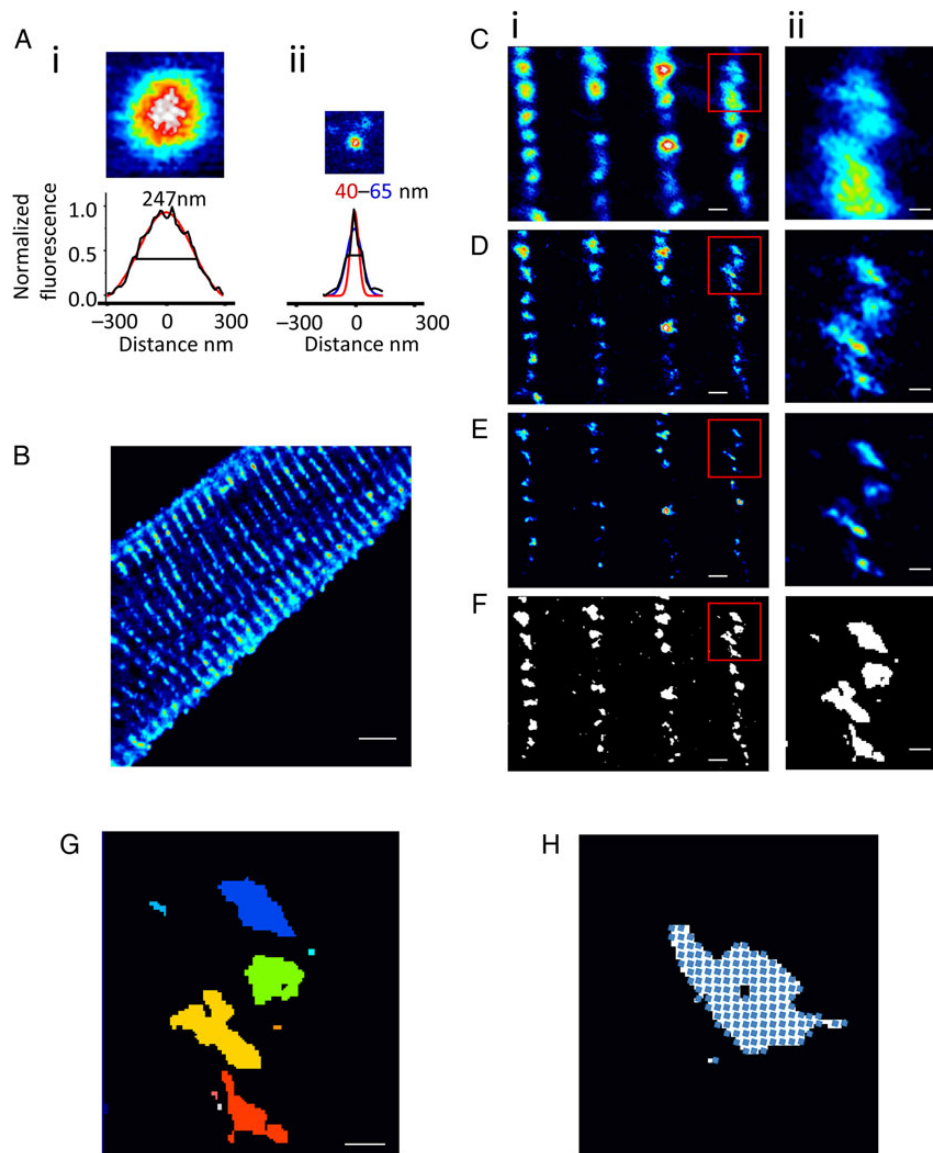 A
i
ii
247nm
40–65 nm
Normalized
fluorescence
1.0
0.5
0.0
–300 0 300
Distance nm
–300 0 300
Distance nm
B
C
i
ii
D
E
F
G
H